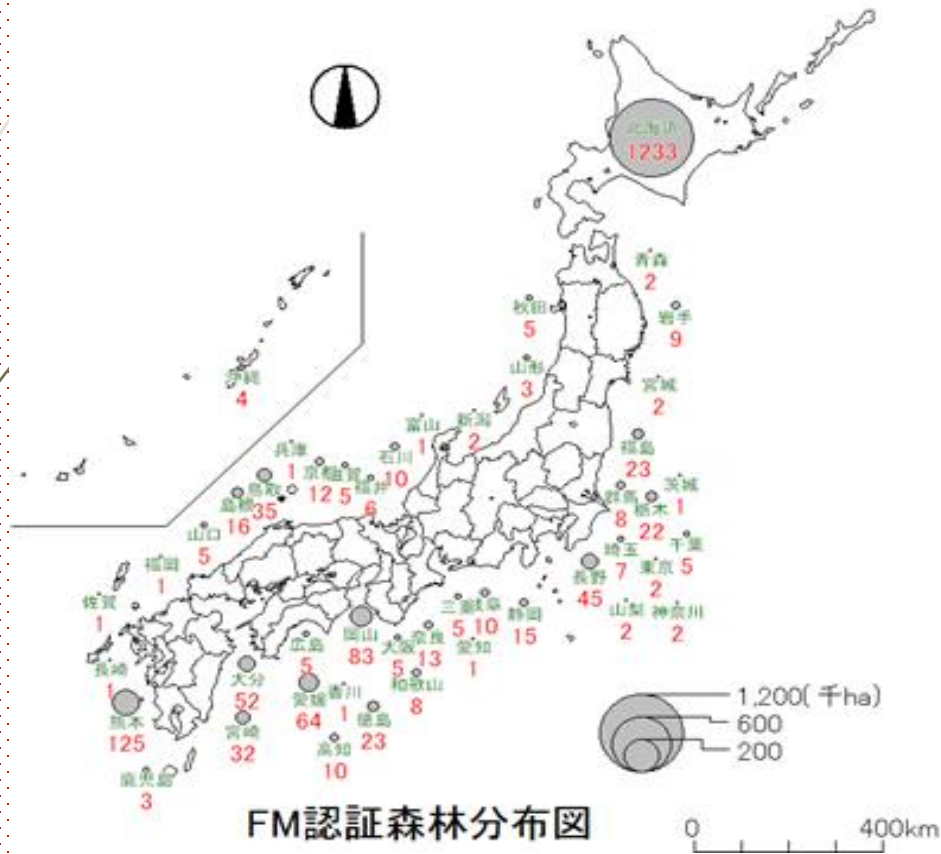 北海道
1233
青森
2
秋田
5
岩手
9
山形
3
宮城
2
沖縄
4
富山
1
新潟
2
福島
23
兵庫
1
京都
12
滋賀
5
福井
6
石川
10
鳥取
35
島根
16
群馬
8
栃木
22
茨城
1
山口
5
福岡
1
埼玉
7
東京
2
千葉
5
長野
45
佐賀
1
三重
5
岐阜
10
静岡
15
山梨
2
神奈川
2
岡山
83
広島
5
大阪
5
奈良
13
愛知
1
長崎
1
大分
52
和歌山
8
愛媛
64
香川
1
徳島
23
熊本
125
宮崎
32
高知
10
鹿児島
3
1,200(千ha)
600
200
FM認証森林分布図
0 400km